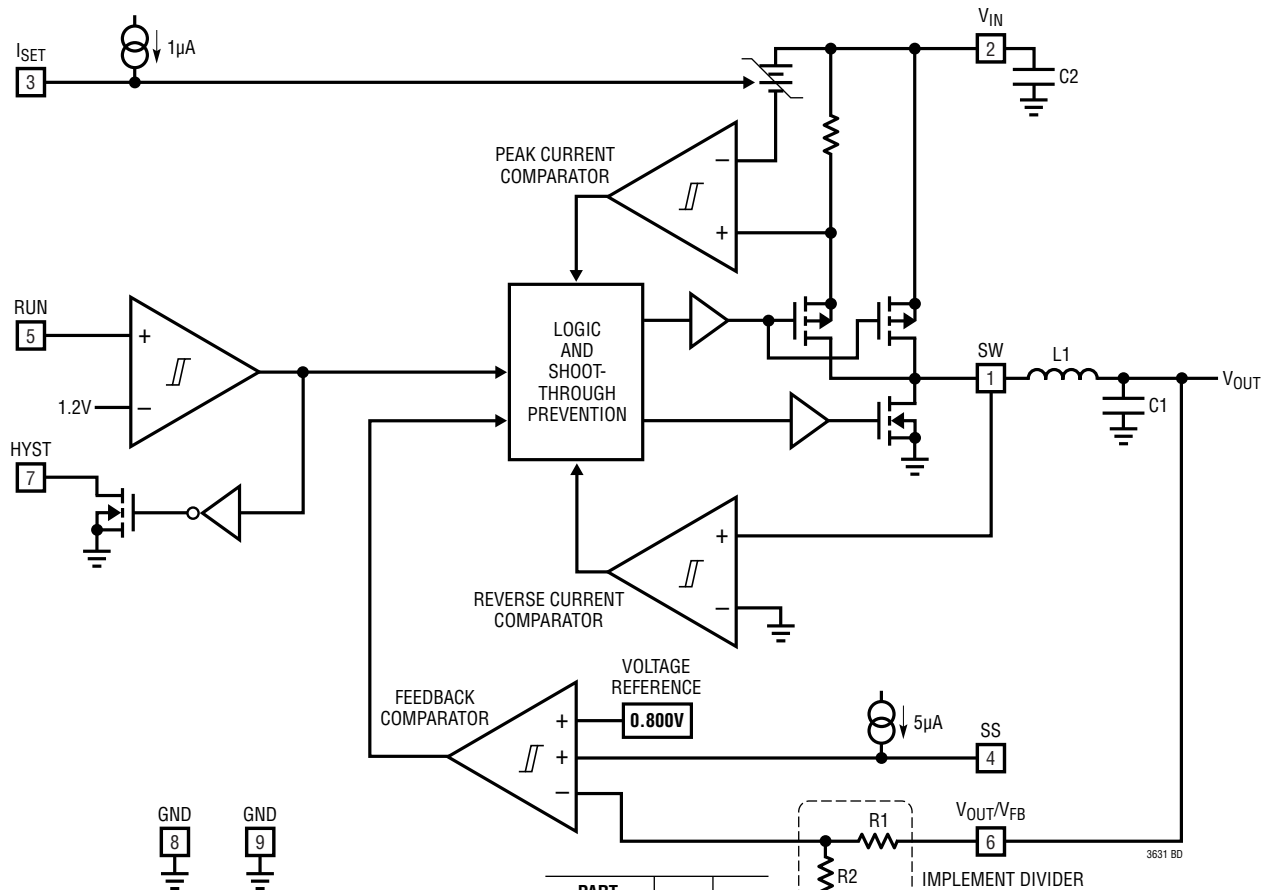 1µA
ISET
3
VIN
2
C2
PEAK CURRENT
COMPARATOR
−
+
RUN
5
+
1.2V
−
LOGIC
AND
SHOOT-
THROUGH
PREVENTION
SW
1
L1
VOUT
C1
HYST
7
+
−
REVERSE CURRENT
COMPARATOR
VOLTAGE
REFERENCE
FEEDBACK
COMPARATOR
+
0.800V
+
−
5µA
SS
4
GND
8
GND
9
R1
VOUT/VFB
6
3631 BD
R2
IMPLEMENT DIVIDER
PART